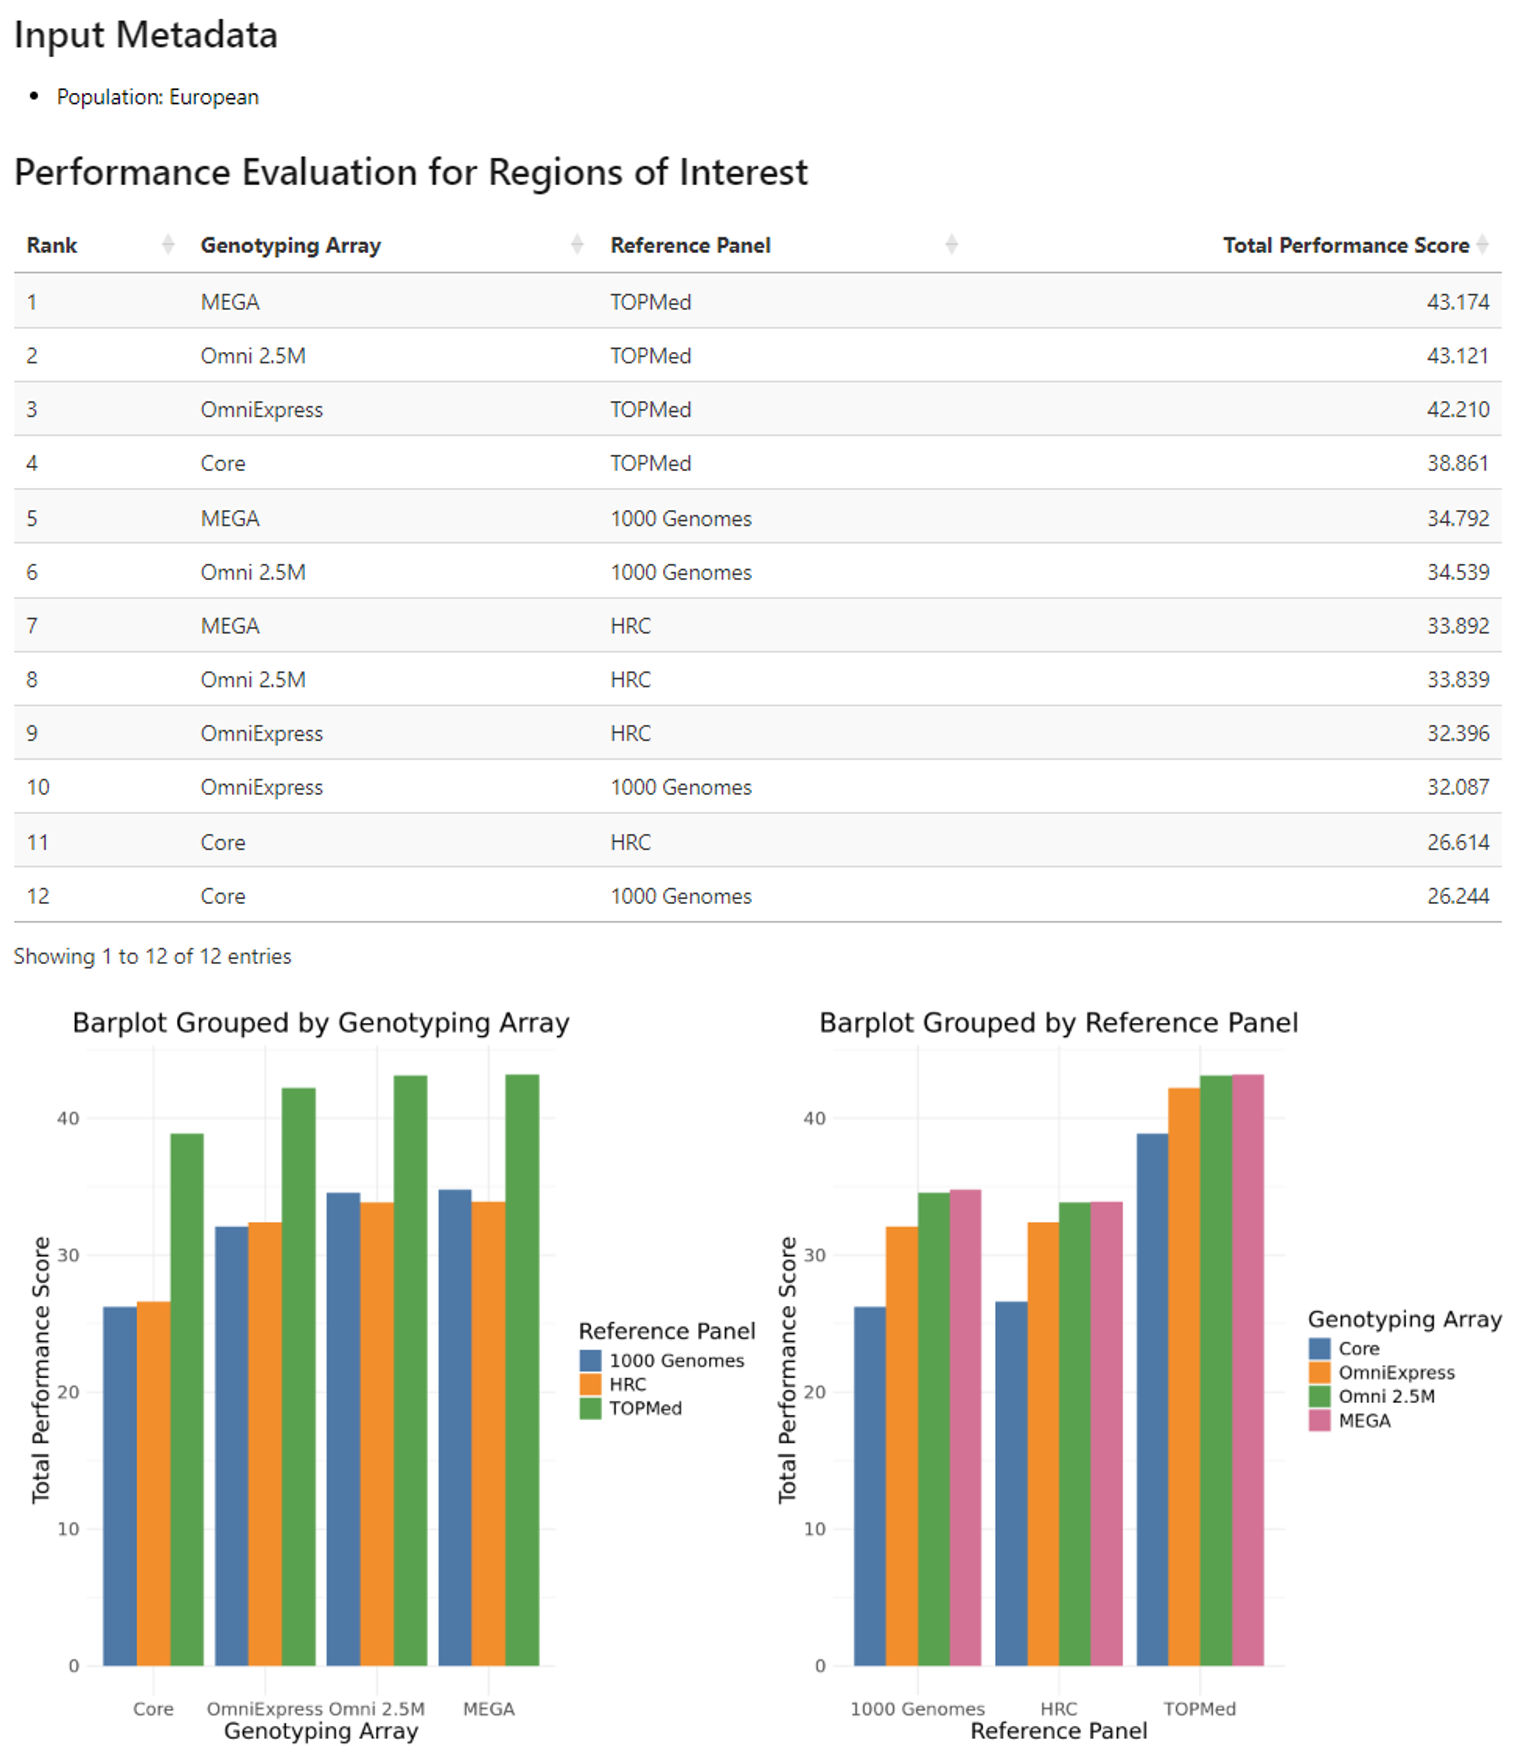 Input Metadata
• Population: European
Performance Evaluation for Regions of Interest
Rank Genotyping Array Reference Panel Total Performance Score
1 MEGA TOPMed 43.174
2 Omni 2.5M TOPMed 43.121
3 OmniExpress TOPMed 42.210
4 Core TOPMed 38.861
5 MEGA 1000 Genomes 34.792
6 Omni 2.5M 1000 Genomes 34.539
7 MEGA HRC 33.892
8 Omni 2.5M HRC 33.839
9 OmniExpress HRC 32.396
10 OmniExpress 1000 Genomes 32.087
11 Core HRC 26.614
12 Core 1000 Genomes 26.244
Showing 1 to 12 of 12 entries
Barplot Grouped by Genotyping Array
Total Performance Score
40
30
20
10
0
Core OmniExpress Omni 2.5M MEGA
Genotyping Array
Reference Panel
1000 Genomes
HRC
TOPMed
Barplot Grouped by Reference Panel
Total Performance Score
40
30
20
10
0
1000 Genomes HRC TOPMed
Reference Panel
Genotyping Array
Core
OmniExpress
Omni 2.5M
MEGA